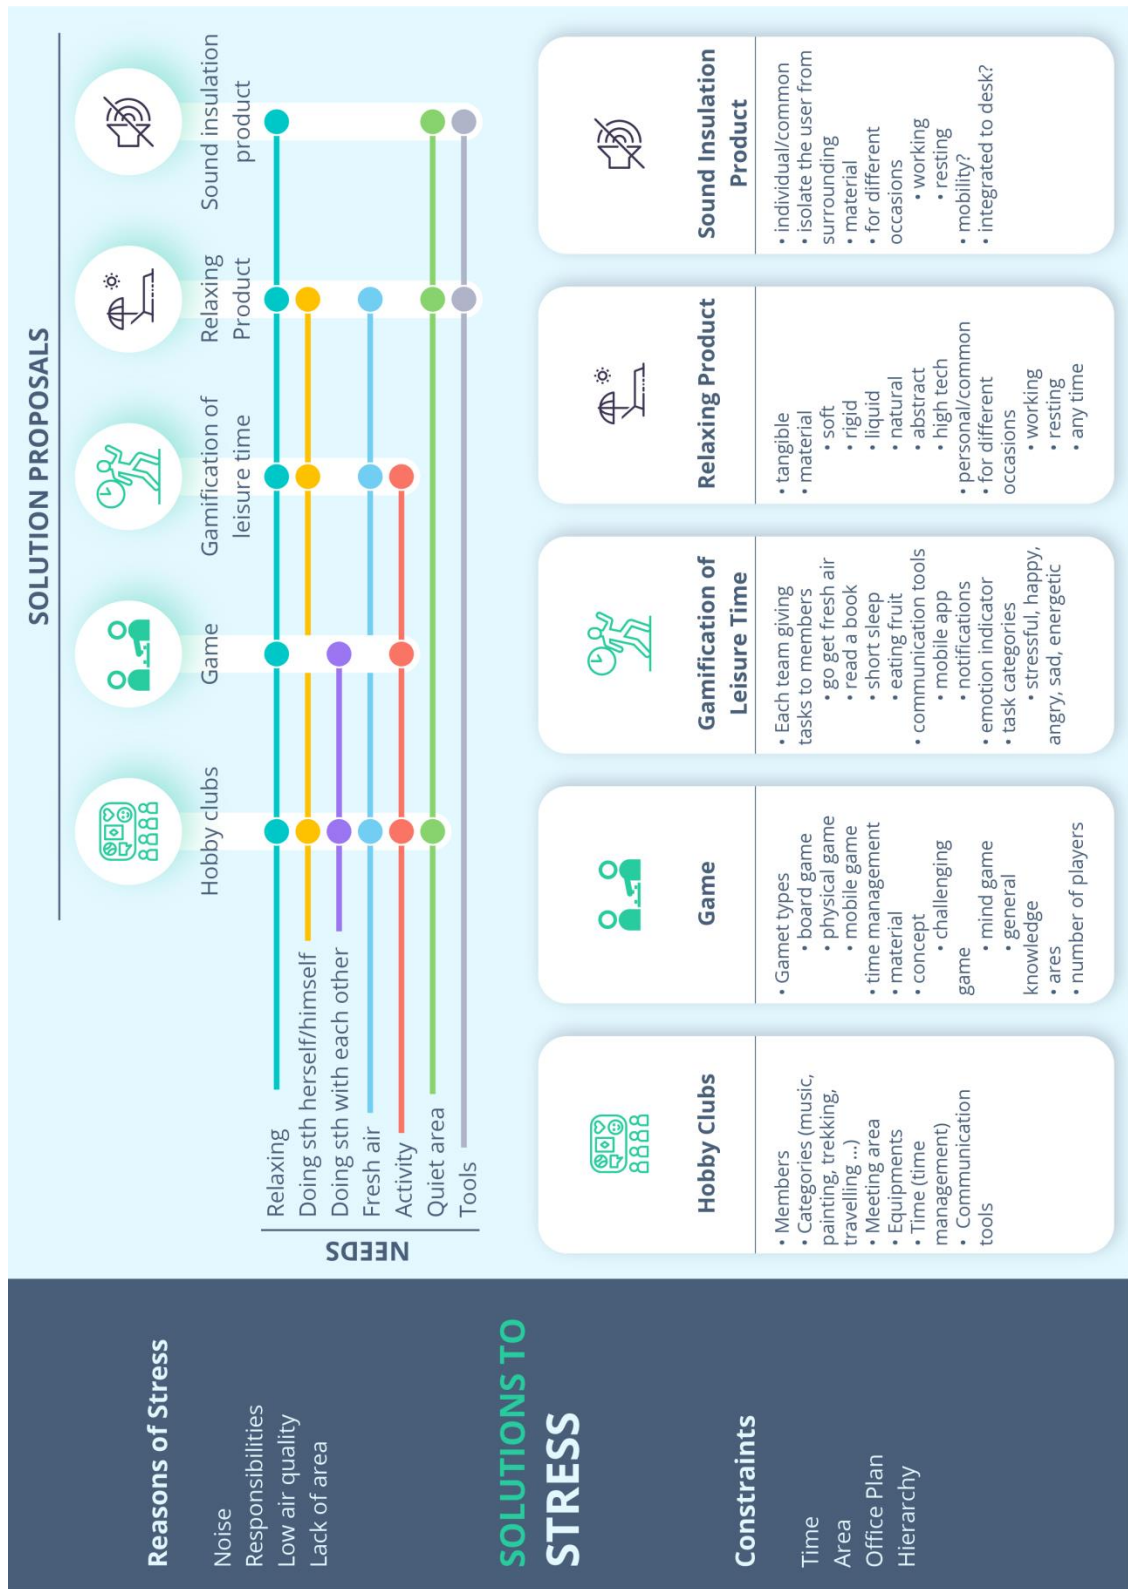 Reasons of Stress
Noise
Responsibilities
Low air quality
Lack of area
SOLUTIONS TO
STRESS
Constraints
Time
Area
Office Plan
Hierarchy
SOLUTION PROPOSALS
Hobby clubs
Game
Gamification of
leisure time
Relaxing
Product
Sound insulation
product
NEEDS
Relaxing
Doing sth herself/himself
Doing sth with each other
Fresh air
Activity
Quiet area
Tools
Hobby Clubs
• Members
• Categories (music,
painting, trekking,
travelling ...)
• Meeting area
• Equipments
• Time (time
management)
• Communication
tools
Game
• Gamet types
• board game
• physical game
• mobile game
• time management
• material
• concept
• challenging
game
• mind game
• general
knowledge
• ares
• number of players
Gamification of
Leisure Time
• Each team giving
tasks to members
• go get fresh air
• read a book
• short sleep
• eating fruit
• communication tools
• mobile app
• notifications
• emotion indicator
• task categories
• stressful, happy,
angry, sad, energetic
Relaxing Product
• tangible
• material
• soft
• rigid
• liquid
• natural
• abstract
• high tech
• personal/common
• for different
occasions
• working
• resting
• any time
Sound Insulation
Product
• individual/common
• isolate the user from
surrounding
• material
• for different
occasions
• working
• resting
• mobility?
• integrated to desk?